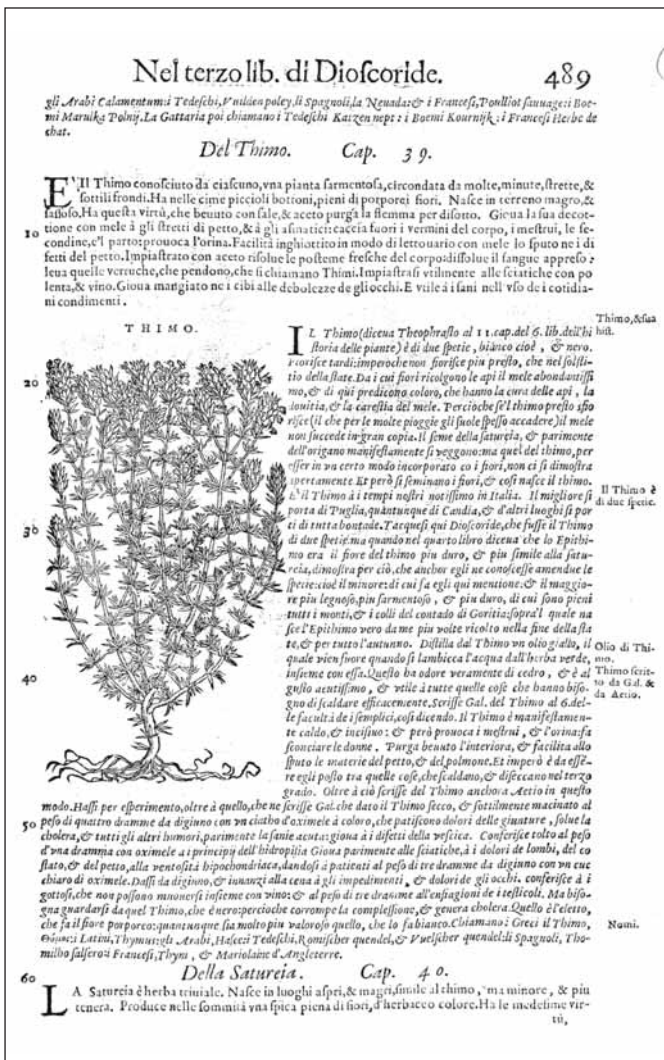 Nel terzo lib. di Dioſcoride. 489
gli Arabi Calamentum: i Tedeſchi, Vuilden poley, li Spagnoli, la Neuada: & i Franceſi, Poulliot ſauuage: i Boe-
mi Marulka Polnij. La Gattaria poi chiamano i Tedeſchi Katzen nept: i Boemi Kournijk: i Franceſi Herbe de
chat.
Del Thimo. Cap. 39.
E' Il Thimo conoſciuto da ciaſcuno, vna pianta ſarmentoſa, circondata da molte, minute, ſtrette, &
ſottili frondi. Ha nelle cime piccioli bottoni, pieni di porporei fiori. Naſce in terreno magro, &
ſaſſoſo. Ha queſta virtù, che beuuto con ſale, & aceto purga la flemma per diſotto. Gioua la ſua decot-
10 tione con mele à gli ſtretti di petto, & à gli aſmatici: caccia fuori i vermini del corpo, i meſtrui, le ſe-
condine, e'l parto: prouoca l'orina. Facilita inghiottito in modo di lettouario con mele lo ſputo ne i di
fetti del petto. Impiaſtrato con aceto riſolue le poſteme freſche del corpo: diſſolue il ſangue appreſo:
leua quelle verruche, che pendono, che ſi chiamano Thimi. Impiaſtraſi vtilmente alle ſciatiche con po
lenta, & vino. Gioua mangiato ne i cibi alle debolezze de gli occhi. E vtile à i ſani nell vſo de i cotidia-
ni condimenti.
THIMO.
20
30
40
IL Thimo (diceua Theophraſto al 11. cap. del 6. lib. dell'hi
ſtoria delle piante) è di due ſpetie, bianco cioè, & nero.
Fioriſce tardi: imperoche non fioriſce piu preſto, che nel ſolſti-
tio della ſtate. Da i cui fiori ricolgono le api il mele abondantiſſi
mo, & di quì predicono coloro, che hanno la cura delle api, la
douitia, & la careſtia del mele. Percioche ſe'l thimo preſto sfio
riſce (il che per le molte pioggie gli ſuole ſpeſſo accadere) il mele
non ſuccede in gran copia. Il ſeme della ſatureia, & parimente
dell'origano manifeſtamente ſi veggono: ma quel del thimo, per
eſſer in vn certo modo incorporato co i fiori, non ci ſi dimoſtra
apertamente Et però ſi ſeminano i fiori, & coſi naſce il thimo.
E' il Thimo à i tempi noſtri notiſſimo in Italia. Il migliore ſi
porta di Puglia, quantunque di Candia, & d'altri luoghi ſi por
ti di tutta bontade. Tacque ſi qui Dioſcoride, che fuſſe il Thimo
di due ſpetie, ma quando nel quarto libro diceua che lo Epithi-
mo era il fiore del thimo piu duro, & piu ſimile alla ſatu-
reia, dimoſtra per ciò, che anchor egli ne conoſceſſe amendue le
ſpetie: cioè il minore: di cui fa egli qui mentione: & il maggio-
re piu legnoſo, piu ſarmentoſo, & piu duro, di cui ſono pieni
tutti i monti, & i colli del contado di Goritia: ſopra'l quale na
ſce l'Epithimo vero da me piu volte ricolto nella fine della ſta
te, & per tutto l'autunno. Diſtilla dal Thimo vn olio giallo, il
quale vien fuore quando ſi lambicca l'acqua dall'herba verde,
inſieme con eſſa. Queſto ha odore veramente di cedro, & è al
guſto acutiſſimo, & vtile à tutte quelle coſe che hanno biſo-
gno di ſcaldare efficacemente. Scriſſe Gal. del Thimo al 6. del-
le facultà de i ſemplici, coſi dicendo. Il Thimo è manifeſtamen-
te caldo, & inciſiuo: & però prouoca i meſtrui, & l'orina: fa
ſconciare le donne. Purga beuuto l'interiora, & facilita allo
ſputo le materie del petto, & del polmone. Et imperò è da eſſe-
re egli poſto tra quelle coſe, che ſcaldano, & diſeccano nel terzo
grado. Oltre à ciò ſcriſſe del Thimo anchora Aetio in queſto
modo. Haſſi per eſperimento, oltre à quello, che ne ſcriſſe Gal. che dato il Thimo ſecco, & ſottilmente macinato al
50 peſo di quattro dramme da digiuno con vn ciatho d'oximele à coloro, che patiſcono dolori delle giunture, ſolue la
cholera, & tutti gli altri humori, parimente la ſanie acuta: gioua à i difetti della veſcica. Conferiſce tolto al peſo
d'vna dramma con oximele a i principij dell'hidropiſia Gioua parimente alle ſciatiche, à i dolori de lombi, del co
ſtato, & del petto, alla ventoſità hipochondriaca, dandoſi à patienti al peſo di tre dramme da digiuno con vn cuc
chiaro di oximele. Daſſi da digiuno, & innanzi alla cena à gli impedimenti, & dolori de gli occhi. conferiſce à i
gottoſi, che non poſſono muouerſi inſieme con vino: & al peſo di tre dramme all'enfiagioni de i teſticoli. Ma biſo-
gna guardarſi da quel Thimo, che è nero: percioche corrompe la compleſſione, & genera cholera. Quello è l'eletto,
che fa il fiore porporeo: quantunque ſia molto piu valoroſo quello, che lo fa bianco. Chiamano i Greci il Thimo,
Θύμος: i Latini, Thymus: gli Arabi, Haſce: i Tedeſchi, Romiſcher quendel, & Vuelſcher quendel: li Spagnoli, Tho-
milho ſalſero: i Franceſi, Thym, & Mariolaine d'Angleterre.
Thimo, & ſua
hiſt.
Il Thimo è
di due ſpetie.
Olio di Thi-
mo.
Thimo ſcrit-
to da Gal. &
da Aetio.
Nomi.
60 Della Satureia. Cap. 40.
LA Satureia è herba triuiale. Naſce in luoghi aſpri, & magri, ſimile al thimo, ma minore, & piu
tenera. Produce nelle ſommità vna ſpica piena di fiori, d'herbaceo colore. Ha le medeſime vir-
tù,